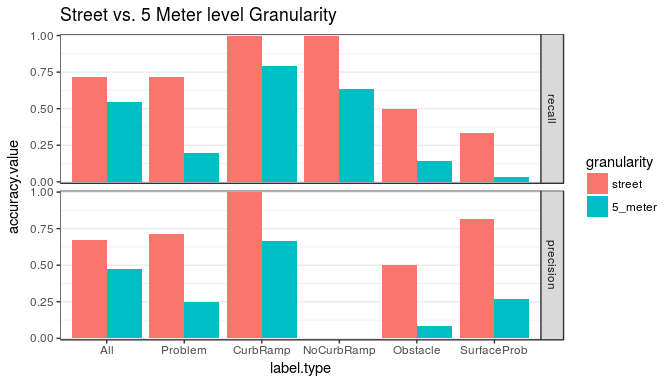 Street vs. 5 Meter level Granularity
accuracy.value
1.00
0.75
0.50
0.25
0.00
recall
1.00
0.75
0.50
0.25
0.00
precision
All Problem CurbRamp NoCurbRamp Obstacle SurfaceProb
label.type
granularity
street
5_meter